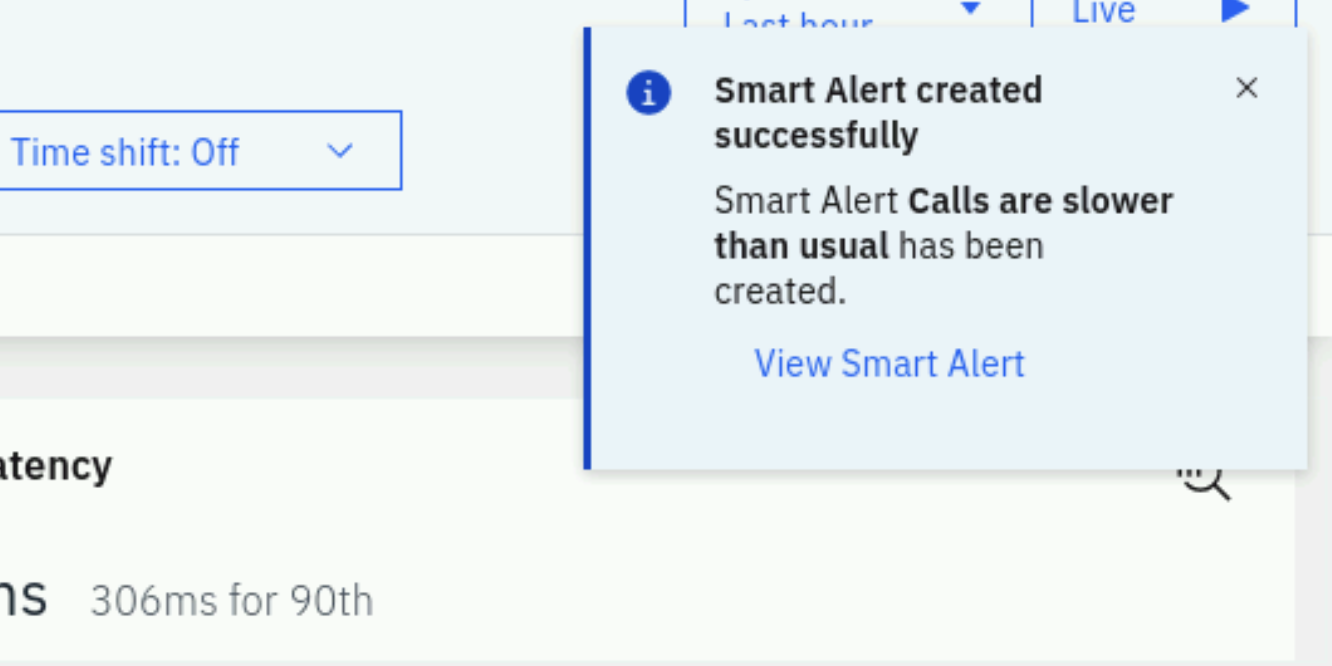 Last hour
Live
Time shift: Off
Smart Alert created
successfully
Smart Alert Calls are slower
than usual has been
created.
View Smart Alert
atency
ns 306ms for 90th